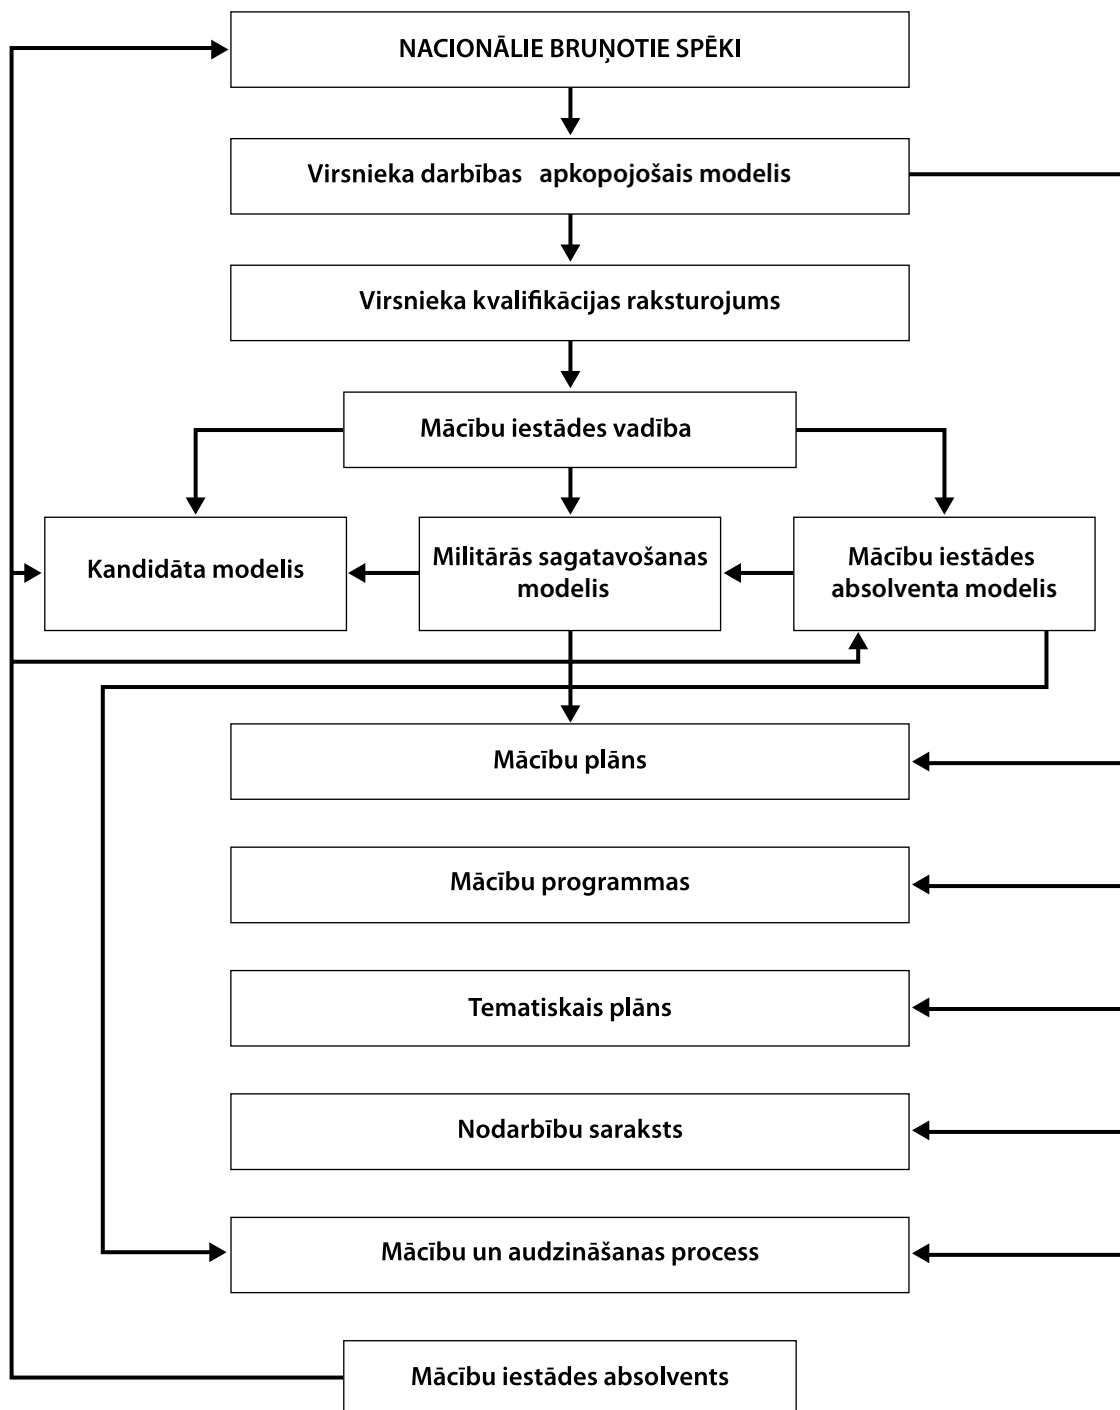 NACIONĀLIE BRUŅOTIE SPĒKI
Virsnieka darbības apkopojošais modelis
Virsnieka kvalifikācijas raksturojums
Mācību iestādes vadība
Kandidāta modelis
Militārās sagatavošanas
modelis
Mācību iestādes
absolventa modelis
Mācību plāns
Mācību programmas
Tematiskais plāns
Nodarbību saraksts
Mācību un audzināšanas process
Mācību iestādes absolvents